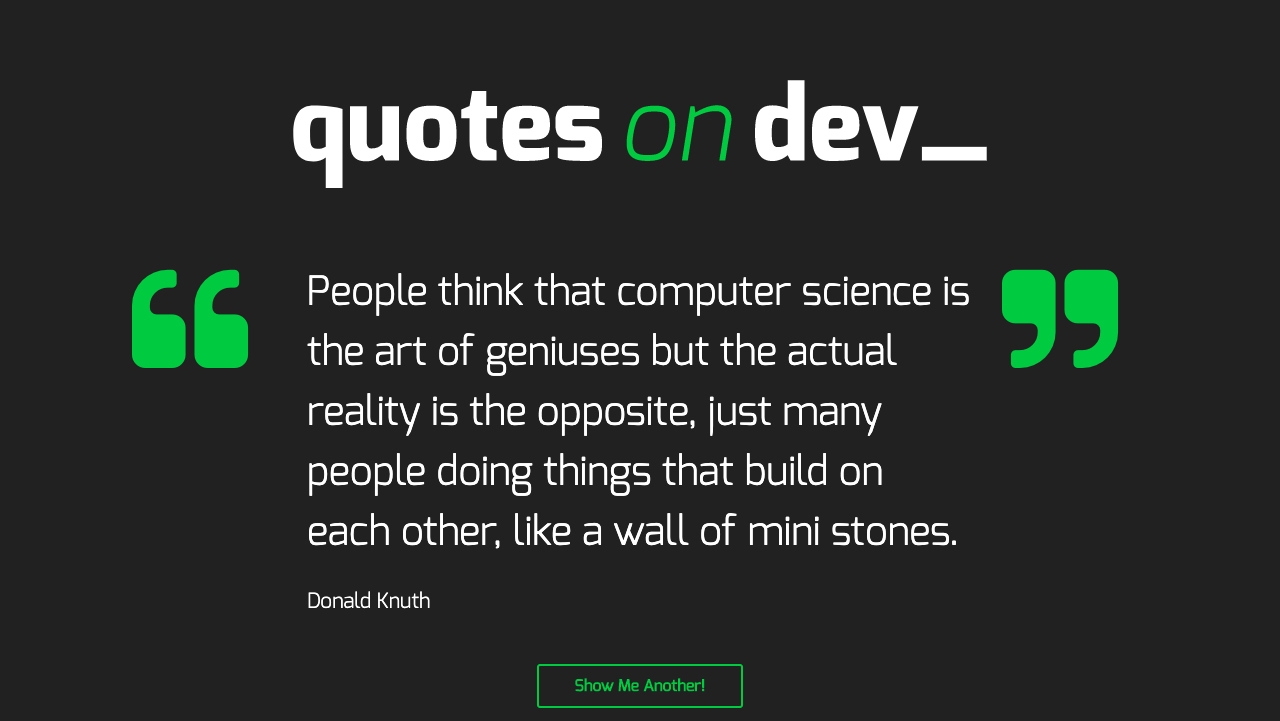 quotes on dev_
“ People think that computer science is ”
the art of geniuses but the actual
reality is the opposite, just many
people doing things that build on
each other, like a wall of mini stones.
Donald Knuth
Show Me Another!